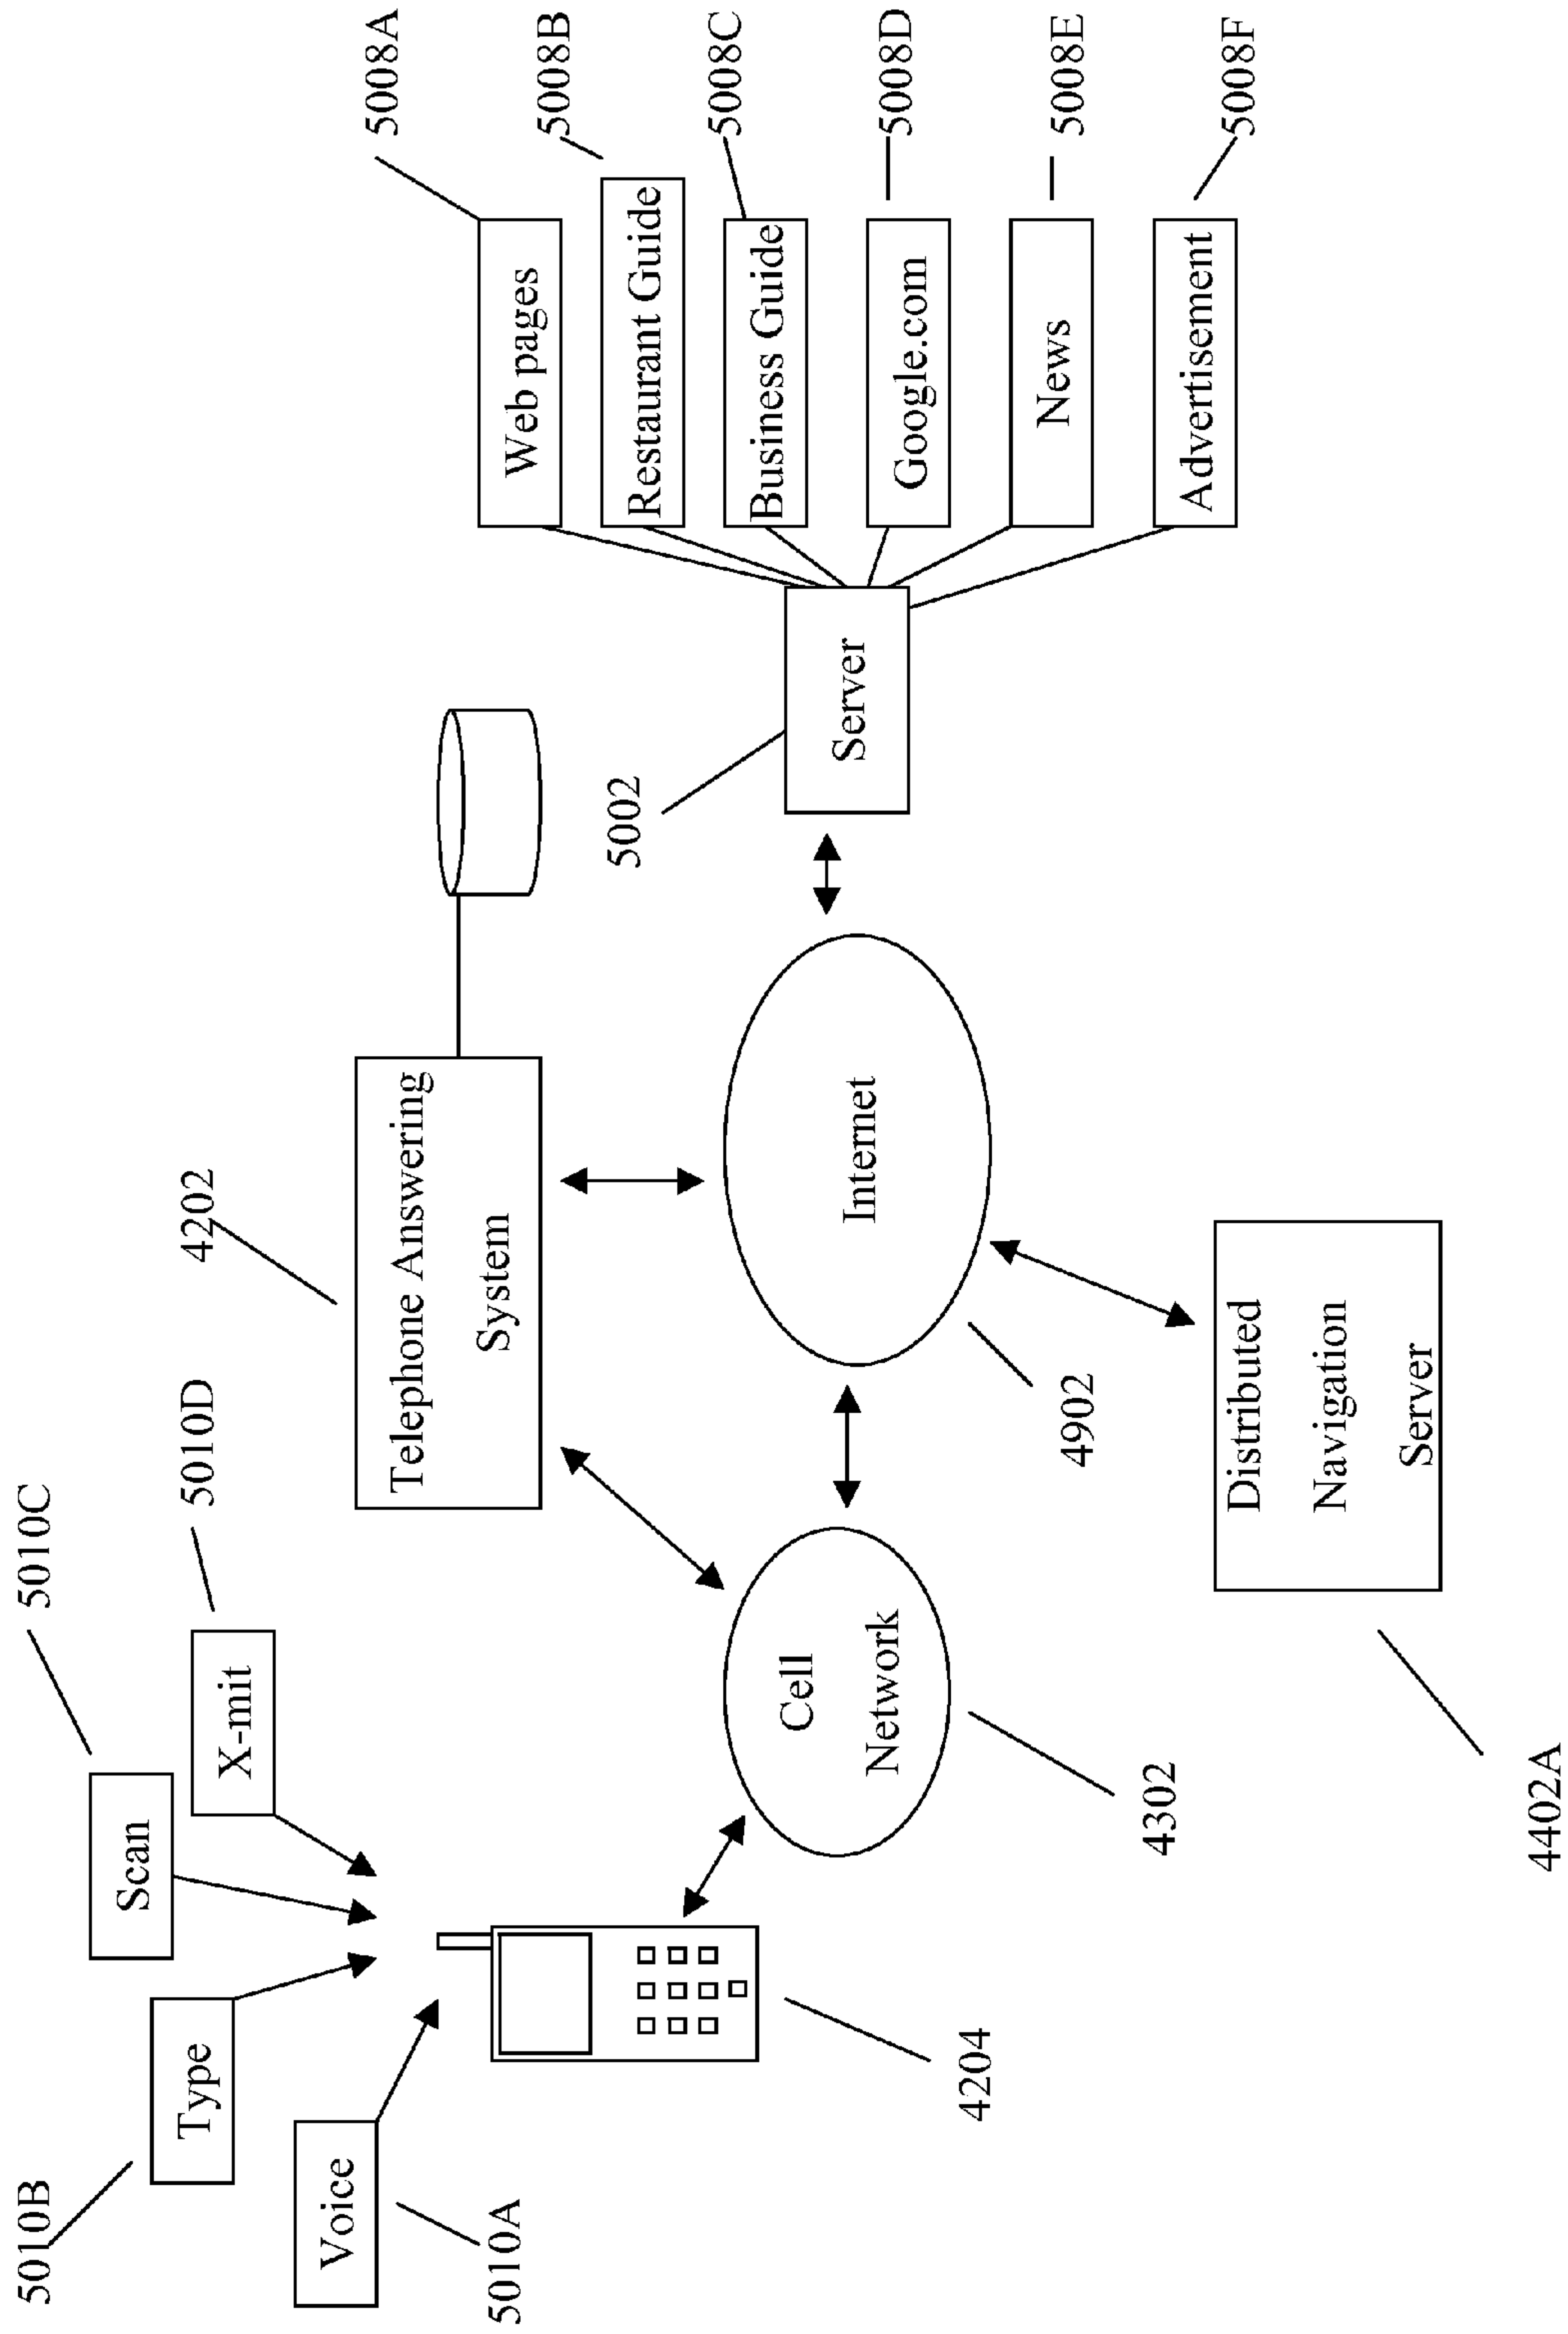 5010B
Type
5010C
Scan
5010D
X-mit
Voice
5010A
4204
4202
Telephone Answering
System
Cell
Network
4302
Internet
4902
Distributed
Navigation
Server
4402A
5002
Server
Web pages
5008A
Restaurant Guide
5008B
Business Guide
5008C
Google.com
5008D
News
5008E
Advertisement
5008F